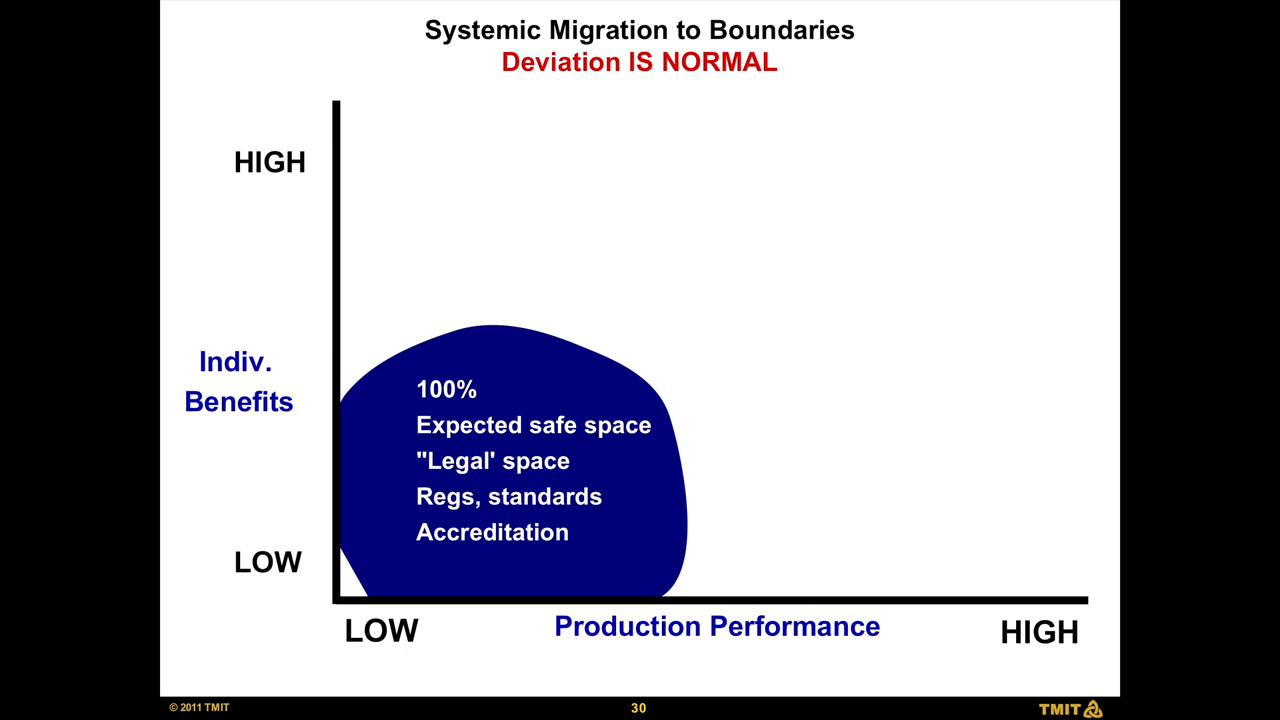 Systemic Migration to Boundaries
Deviation IS NORMAL
HIGH
Indiv.
Benefits
100%
Expected safe space
"Legal' space
Regs, standards
Accreditation
LOW
LOW
Production Performance
HIGH
© 2011 TMIT
30
TMIT